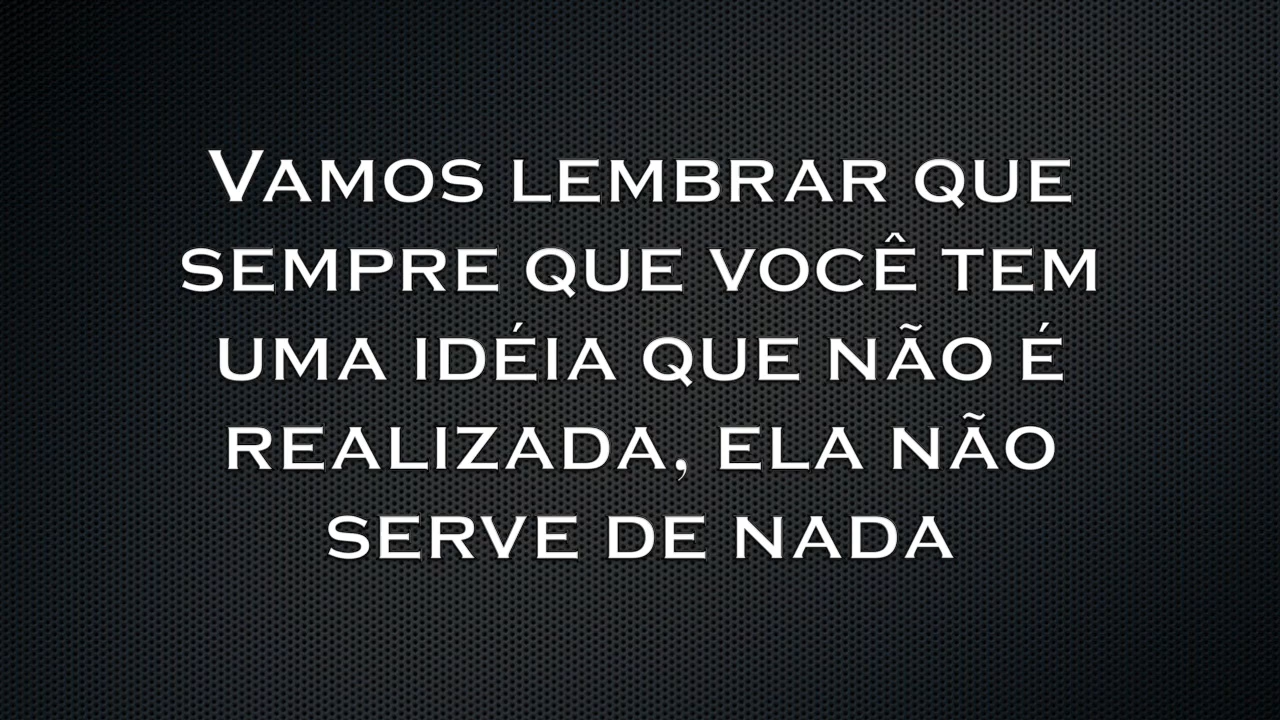 Vamos lembrar que
sempre que você tem
uma idéia que não é
realizada, ela não
serve de nada